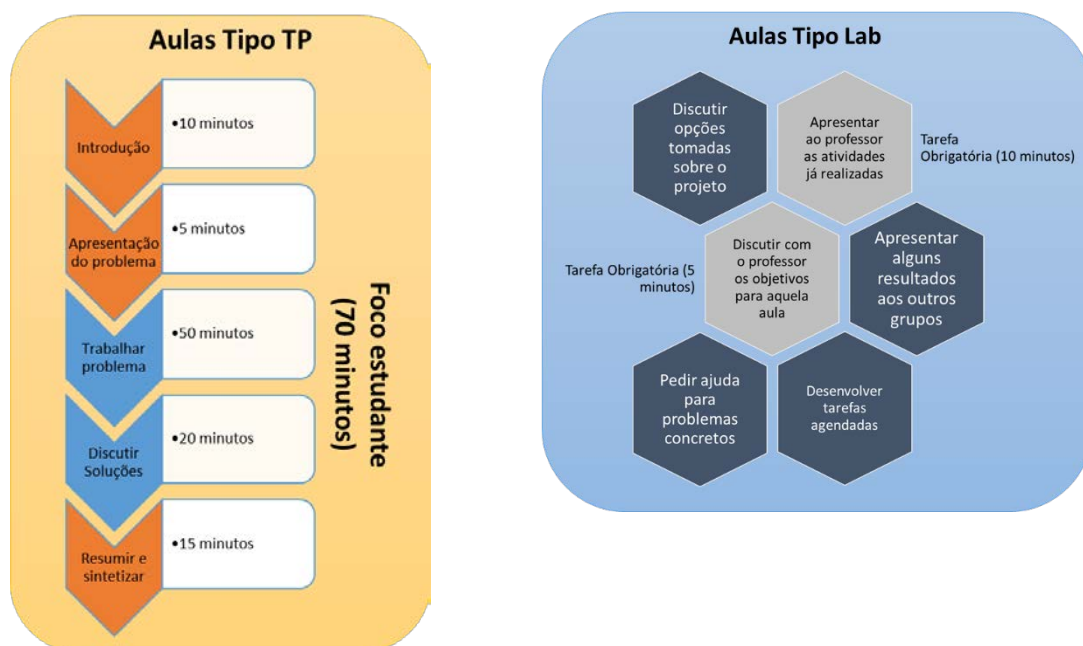 Aulas Tipo TP
Introdução
•10 minutos
Apresentação
do problema
•5 minutos
Trabalhar
problema
•50 minutos
Discutir
Soluções
•20 minutos
Resumir e
sintetizar
•15 minutos
Foco estudante
(70 minutos)
Aulas Tipo Lab
Discutir
opções
tomadas
sobre o
projeto
Apresentar
ao professor
as atividades
já realizadas
Tarefa
Obrigatória (10 minutos)
Tarefa Obrigatória (5
minutos)
Discutir com
o professor
os objetivos
para aquela
aula
Apresentar
alguns
resultados
aos outros
grupos
Pedir ajuda
para
problemas
concretos
Desenvolver
tarefas
agendadas